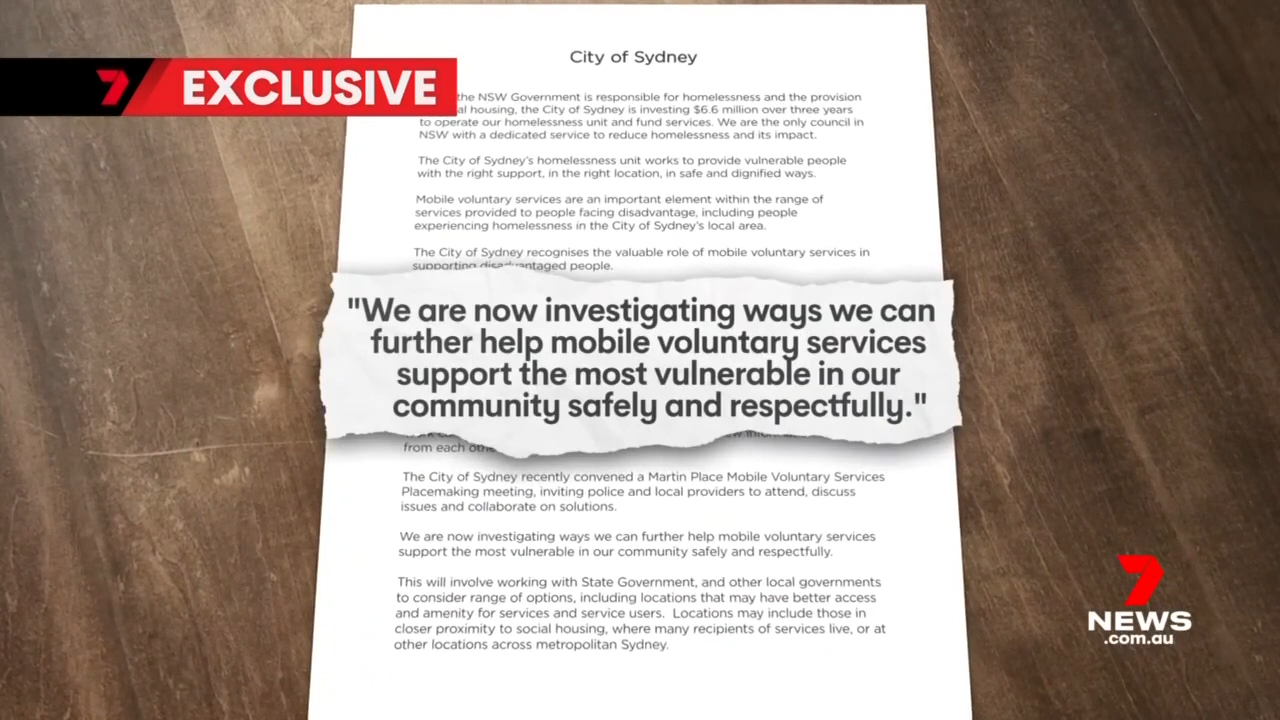 City of Sydney
7 EXCLUSIVE
the NSW Government is responsible for homelessness and the provision
housing, the City of Sydney is investing $6.6 million over three years
to operate our homelessness unit and fund services. We are the only council in
NSW with a dedicated service to reduce homelessness and its impact.
The City of Sydney's homelessness unit works to provide vulnerable people
with the right support, in the right location, in safe and dignified ways.
Mobile voluntary services are an important element within the range of
services provided to people facing disadvantage, including people
experiencing homelessness in the City of Sydney's local area.
The City of Sydney recognises the valuable role of mobile voluntary services in
supporting disadvantaged people.
"We are now investigating ways we can
further help mobile voluntary services
support the most vulnerable in our
community safely and respectfully."
from each
The City of Sydney recently convened a Martin Place Mobile Voluntary Services
Placemaking meeting, inviting police and local providers to attend, discuss
issues and collaborate on solutions.
We are now investigating ways we can further help mobile voluntary services
support the most vulnerable in our community safely and respectfully.
This will involve working with State Government, and other local governments
to consider range of options, including locations that may have better access
and amenity for services and service users. Locations may include those in
closer proximity to social housing, where many recipients of services live, or at
other locations across metropolitan Sydney.
7
NEWS
.com.au